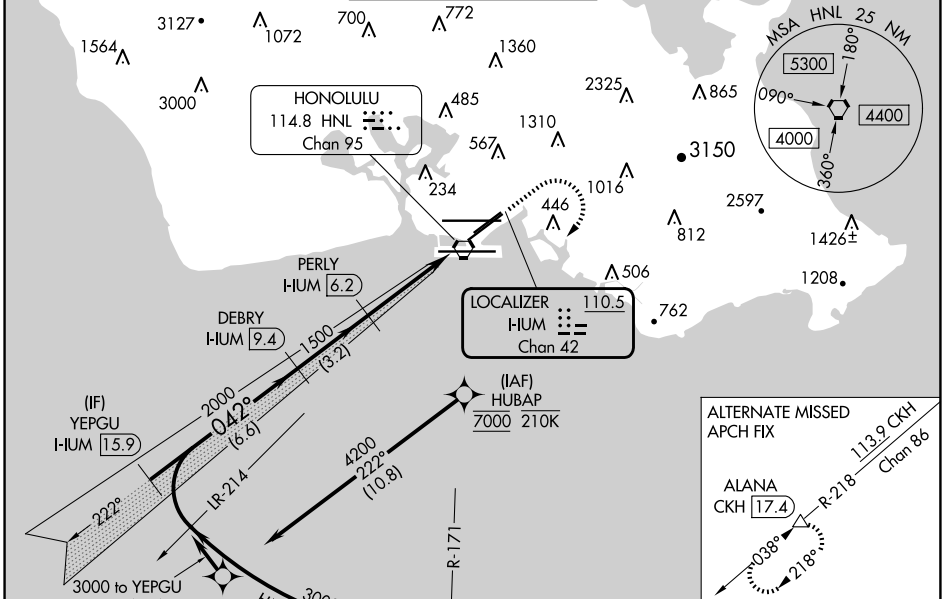 3127
1072
700
772
1564
1360
3000
MSA HNL 25 NM
180°
5300
090°
4400
4000
360°
HONOLULU
114.8 HNL
Chan 95
485
2325
865
1310
567
3150
234
1016
446
2597
812
1426±
506
1208
762
LOCALIZER 110.5
I-IUM
Chan 42
PERLY
I-IUM 6.2
DEBRY
I-IUM 9.4
1500
(3.2)
2000
042°
(6.6)
(IF)
YEPGU
I-IUM 15.9
222°
LR-214
(IAF)
HUBAP
7000 210K
4200
222°
(10.8)
R-171
3000 to YEPGU
ALTERNATE MISSED
APCH FIX
113.9 CKH
Chan 86
R-218
ALANA
CKH 17.4
038°
218°